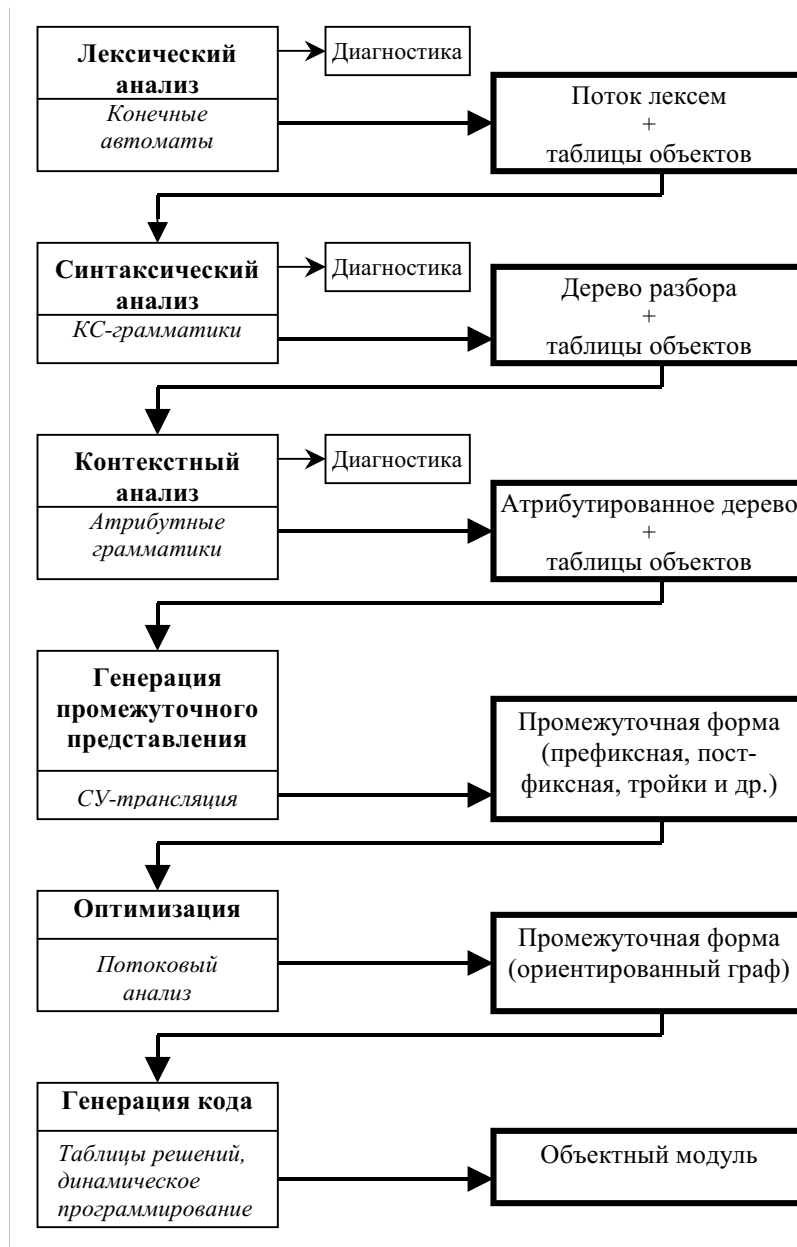 Лексический
анализ
Конечные
автоматы
Диагностика
Поток лексем
+
таблицы объектов
Синтаксический
анализ
КС-грамматики
Диагностика
Дерево разбора
+
таблицы объектов
Контекстный
анализ
Атрибутные
грамматики
Диагностика
Атрибутированное дерево
+
таблицы объектов
Генерация
промежуточного
представления
СУ-трансляция
Промежуточная форма
(префиксная, пост-
фиксная, тройки и др.)
Оптимизация
Потоковый
анализ
Промежуточная форма
(ориентированный граф)
Генерация кода
Таблицы решений,
динамическое
программирование
Объектный модуль